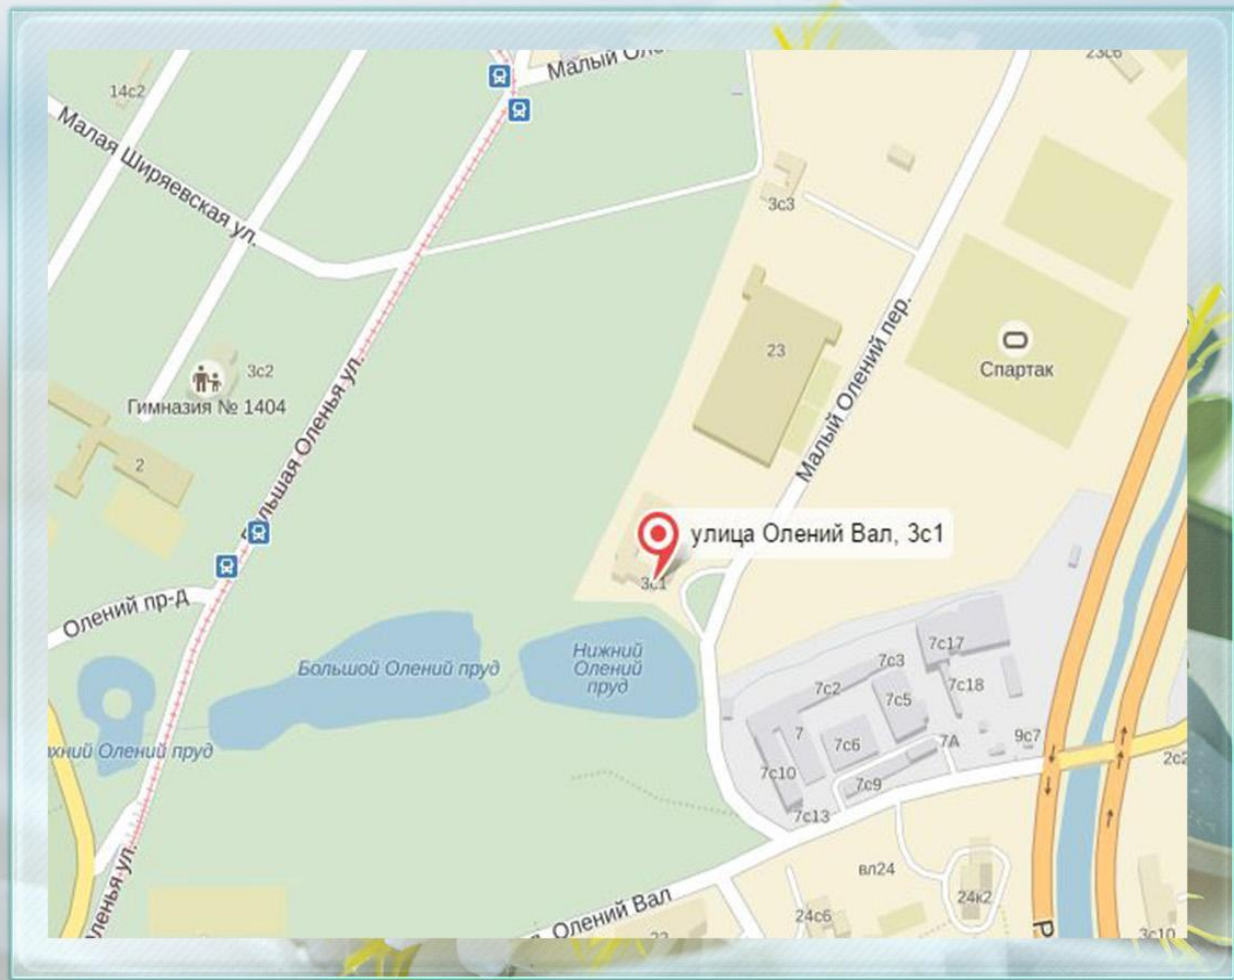 Малый Оле
23с6
14с2
Малая Ширяевская ул.
3с3
Малый Олений пер.
23
Спартак
3с2
Гимназия № 1404
Большая Оленья ул.
2
улица Олений Вал, 3с1
3с1
Олений пр-д
Большой Олений пруд
Нижний
Олений
пруд
хний Олений пруд
7с17
7с3
7с2
7с18
7с5
7
7с6
7А
9с7
2с2
7с10
7с9
7с13
вл24
24к2
24с6
Оленья ул.
Олений Вал
3с10
Р